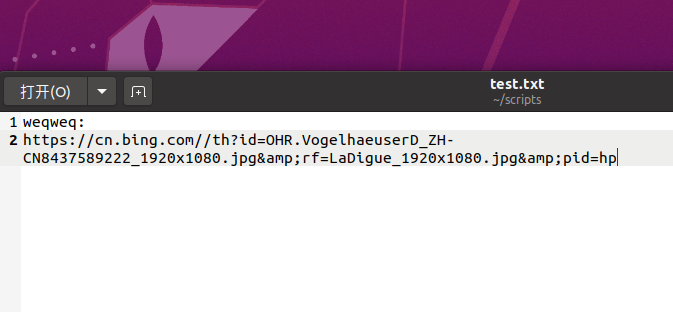 打开(O)
test.txt
~/scripts
1 weqweq:
2 https://cn.bing.com//th?id=OHR.VogelhaeuserD_ZH-
CN8437589222_1920x1080.jpg&amp;rf=LaDigue_1920x1080.jpg&amp;pid=hp